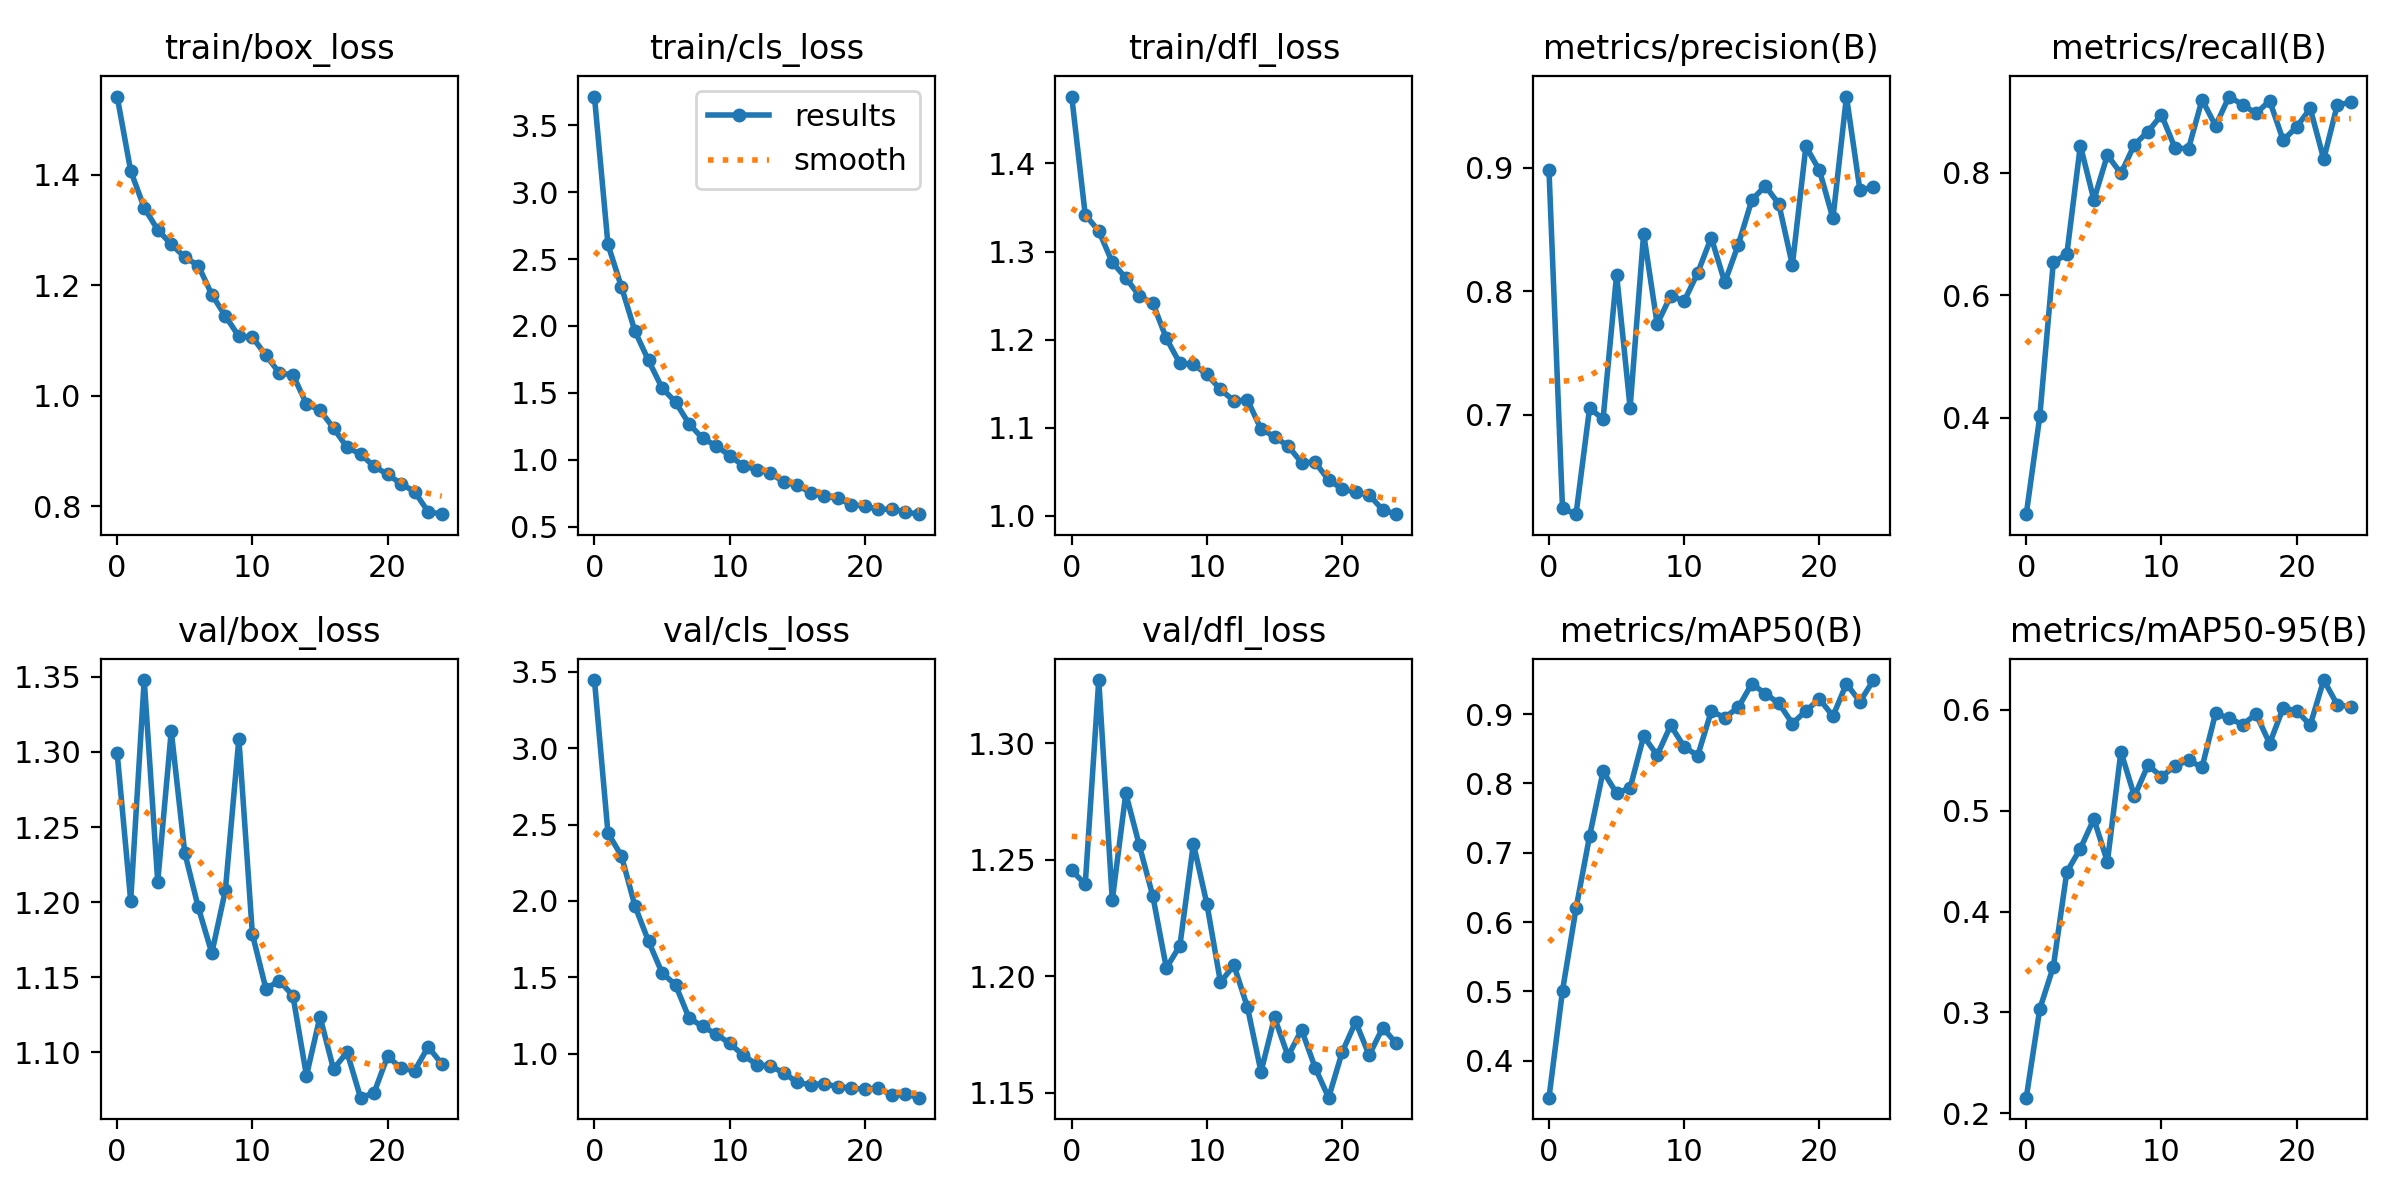 train/box_loss
1.4
1.2
1.0
0.8
0 10 20
train/cls_loss
results
smooth
3.5
3.0
2.5
2.0
1.5
1.0
0.5
0 10 20
train/dfl_loss
1.4
1.3
1.2
1.1
1.0
0 10 20
metrics/precision(B)
0.9
0.8
0.7
0 10 20
metrics/recall(B)
0.8
0.6
0.4
0 10 20
val/box_loss
1.35
1.30
1.25
1.20
1.15
1.10
0 10 20
val/cls_loss
3.5
3.0
2.5
2.0
1.5
1.0
0 10 20
val/dfl_loss
1.30
1.25
1.20
1.15
0 10 20
metrics/mAP50(B)
0.9
0.8
0.7
0.6
0.5
0.4
0 10 20
metrics/mAP50-95(B)
0.6
0.5
0.4
0.3
0.2
0 10 20